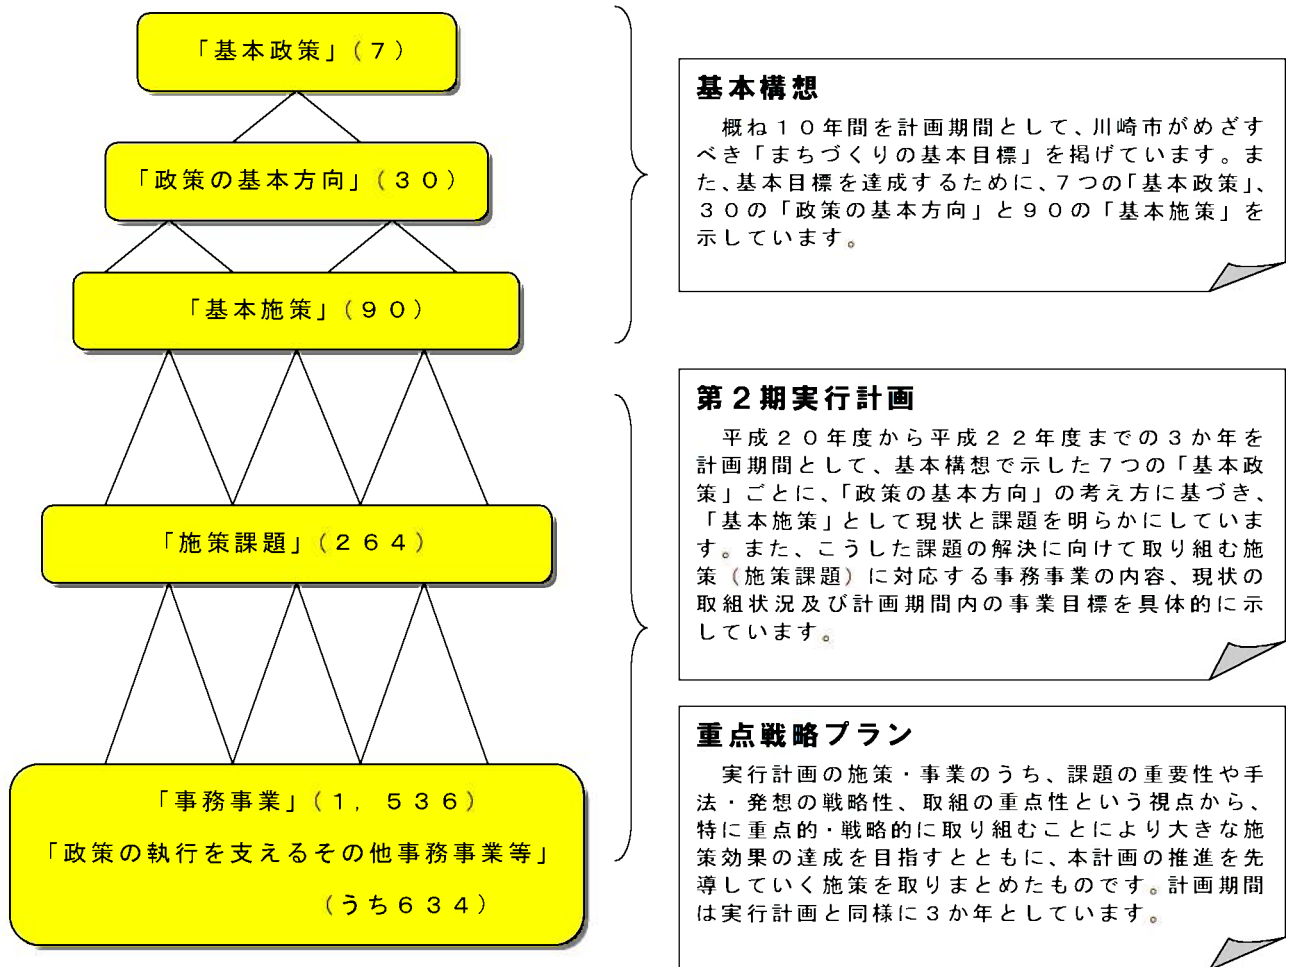 「基本政策」(７)
「政策の基本方向」(３０)
「基本施策」(９０)
「施策課題」(２６４)
「事務事業」(１，５３６)
「政策の執行を支えるその他事務事業等」
(うち６３４)
基本構想
概ね１０年間を計画期間として、川崎市がめざす
べき「まちづくりの基本目標」を掲げています。ま
た、基本目標を達成するために、７つの「基本政策」、
３０の「政策の基本方向」と９０の「基本施策」を
示しています。
第２期実行計画
平成２０年度から平成２２年度までの３か年を
計画期間として、基本構想で示した７つの「基本政
策」ごとに、「政策の基本方向」の考え方に基づき、
「基本施策」として現状と課題を明らかにしていま
す。また、こうした課題の解決に向けて取り組む施
策（施策課題）に対応する事務事業の内容、現状の
取組状況及び計画期間内の事業目標を具体的に示
しています。
重点戦略プラン
実行計画の施策・事業のうち、課題の重要性や手
法・発想の戦略性、取組の重点性という視点から、
特に重点的・戦略的に取り組むことにより大きな施
策効果の達成を目指すとともに、本計画の推進を先
導していく施策を取りまとめたものです。計画期間
は実行計画と同様に３か年としています。